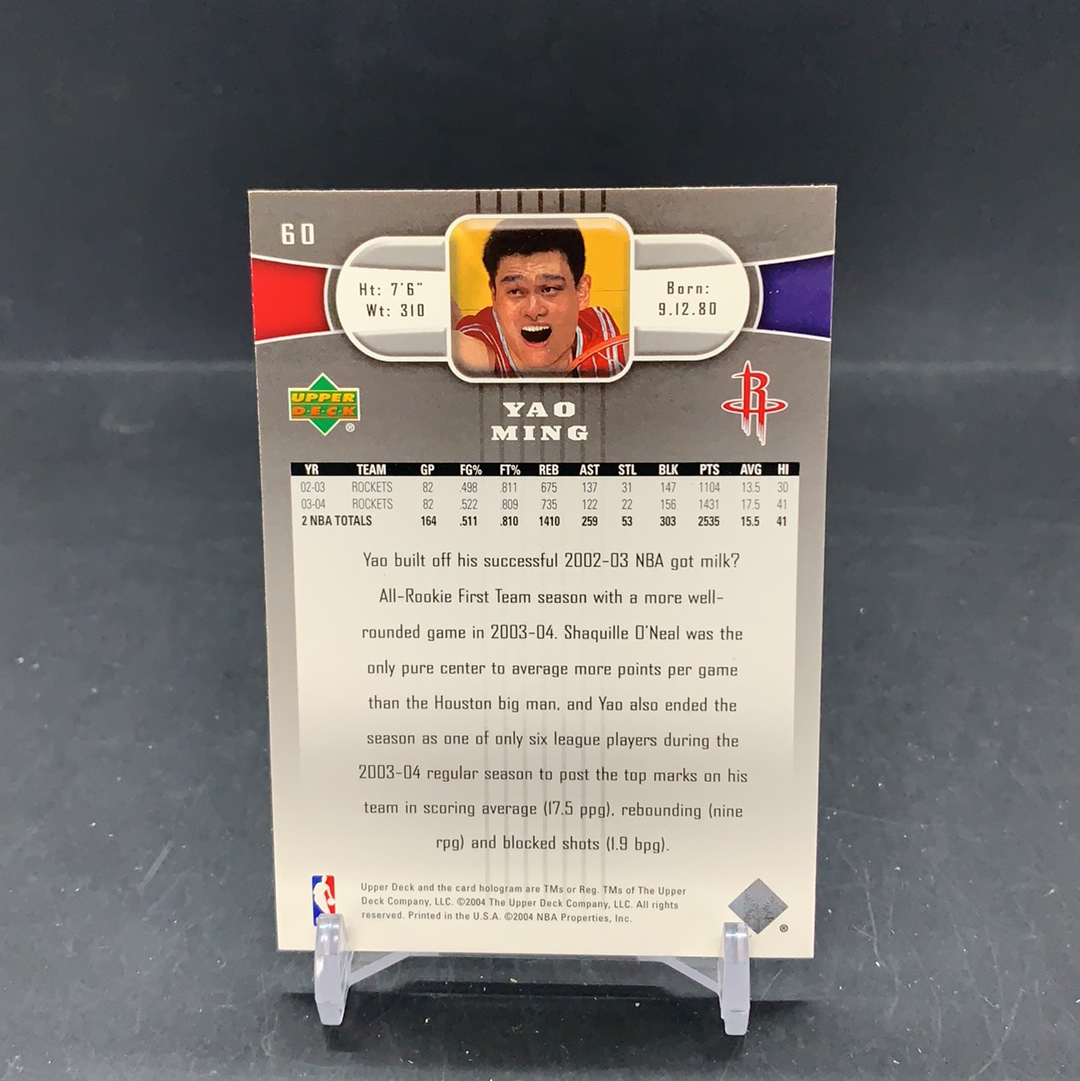 60
Ht: 7'6"
Wt: 310
Born:
9.12.80
UPPER
D·E·C·K
®
R
YAO
MING
YR TEAM GP FG% FT% REB AST STL BLK PTS AVG HI
02-03 ROCKETS 82 .498 .811 675 137 31 147 1104 13.5 30
03-04 ROCKETS 82 .522 .809 735 122 22 156 1431 17.5 41
2 NBA TOTALS 164 .511 .810 1410 259 53 303 2535 15.5 41
Yao built off his successful 2002-03 NBA got milk?
All-Rookie First Team season with a more well-
rounded game in 2003-04. Shaquille O'Neal was the
only pure center to average more points per game
than the Houston big man, and Yao also ended the
season as one of only six league players during the
2003-04 regular season to post the top marks on his
team in scoring average (17.5 ppg), rebounding (nine
rpg) and blocked shots (1.9 bpg).
Upper Deck and the card hologram are TMs or Reg. TMs of The Upper
Deck Company, LLC. ©2004 The Upper Deck Company, LLC. All rights
reserved. Printed in the U.S.A. ©2004 NBA Properties, Inc.
®